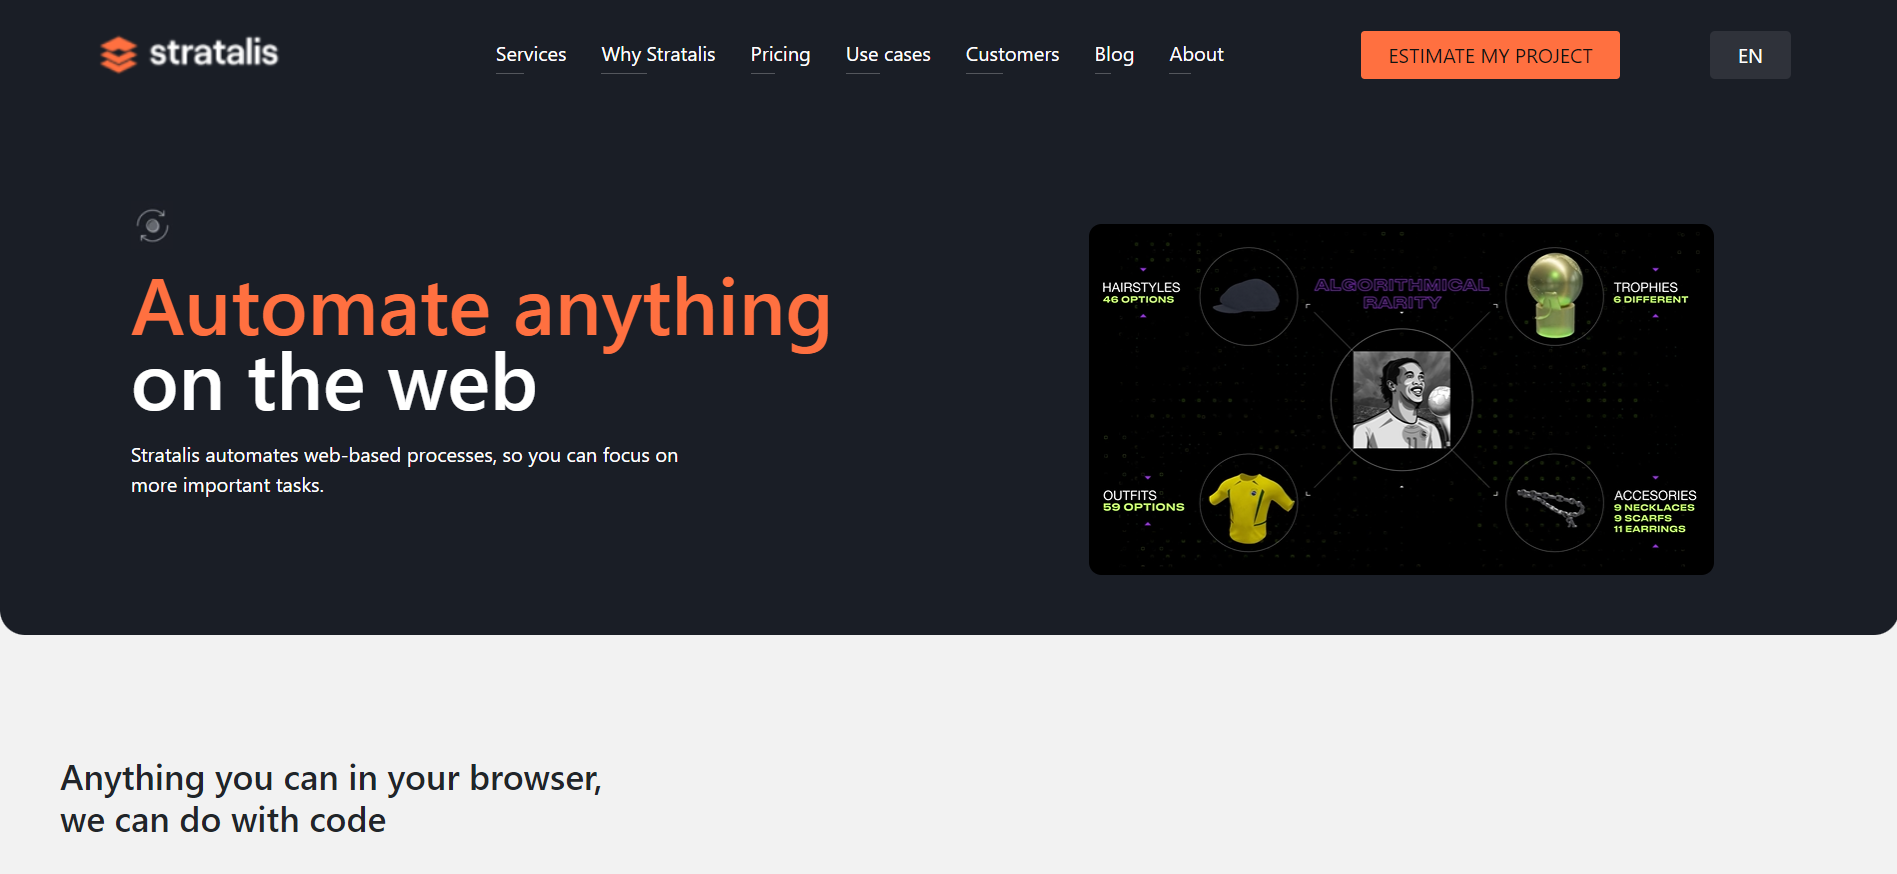 stratalis
Services
Why Stratalis
Pricing
Use cases
Customers
Blog
About
ESTIMATE MY PROJECT
EN
Automate anything
on the web
Stratalis automates web-based processes, so you can focus on
more important tasks.
HAIRSTYLES
46 OPTIONS
ALGORITHMICAL
RARITY
TROPHIES
6 DIFFERENT
11
OUTFITS
59 OPTIONS
ACCESORIES
9 NECKLACES
9 SCARFS
11 EARRINGS
Anything you can in your browser,
we can do with code